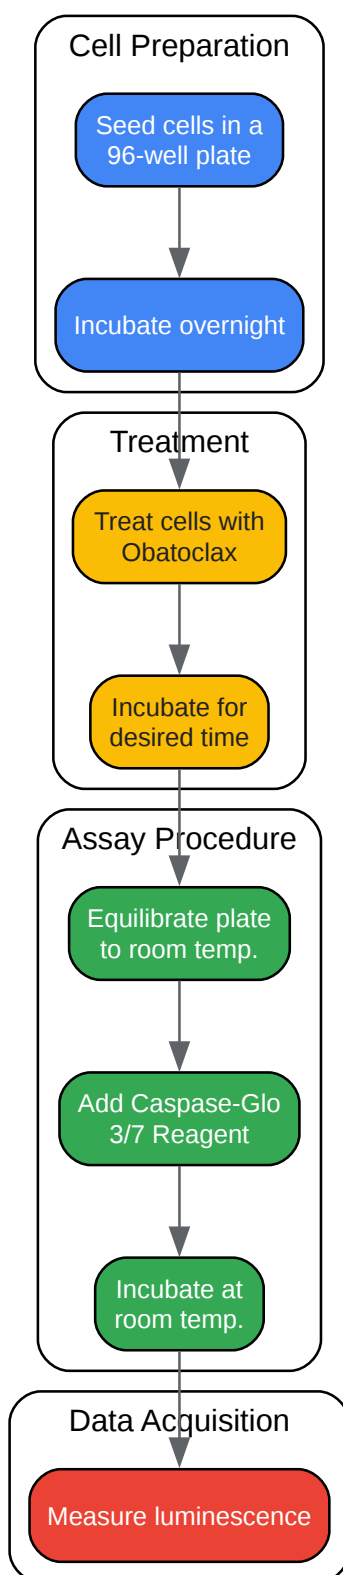 Cell Preparation
Seed cells in a
96-well plate
Incubate overnight
Treatment
Treat cells with
Obatoclax
Incubate for
desired time
Assay Procedure
Equilibrate plate
to room temp.
Add Caspase-Glo
3/7 Reagent
Incubate at
room temp.
Data Acquisition
Measure luminescence